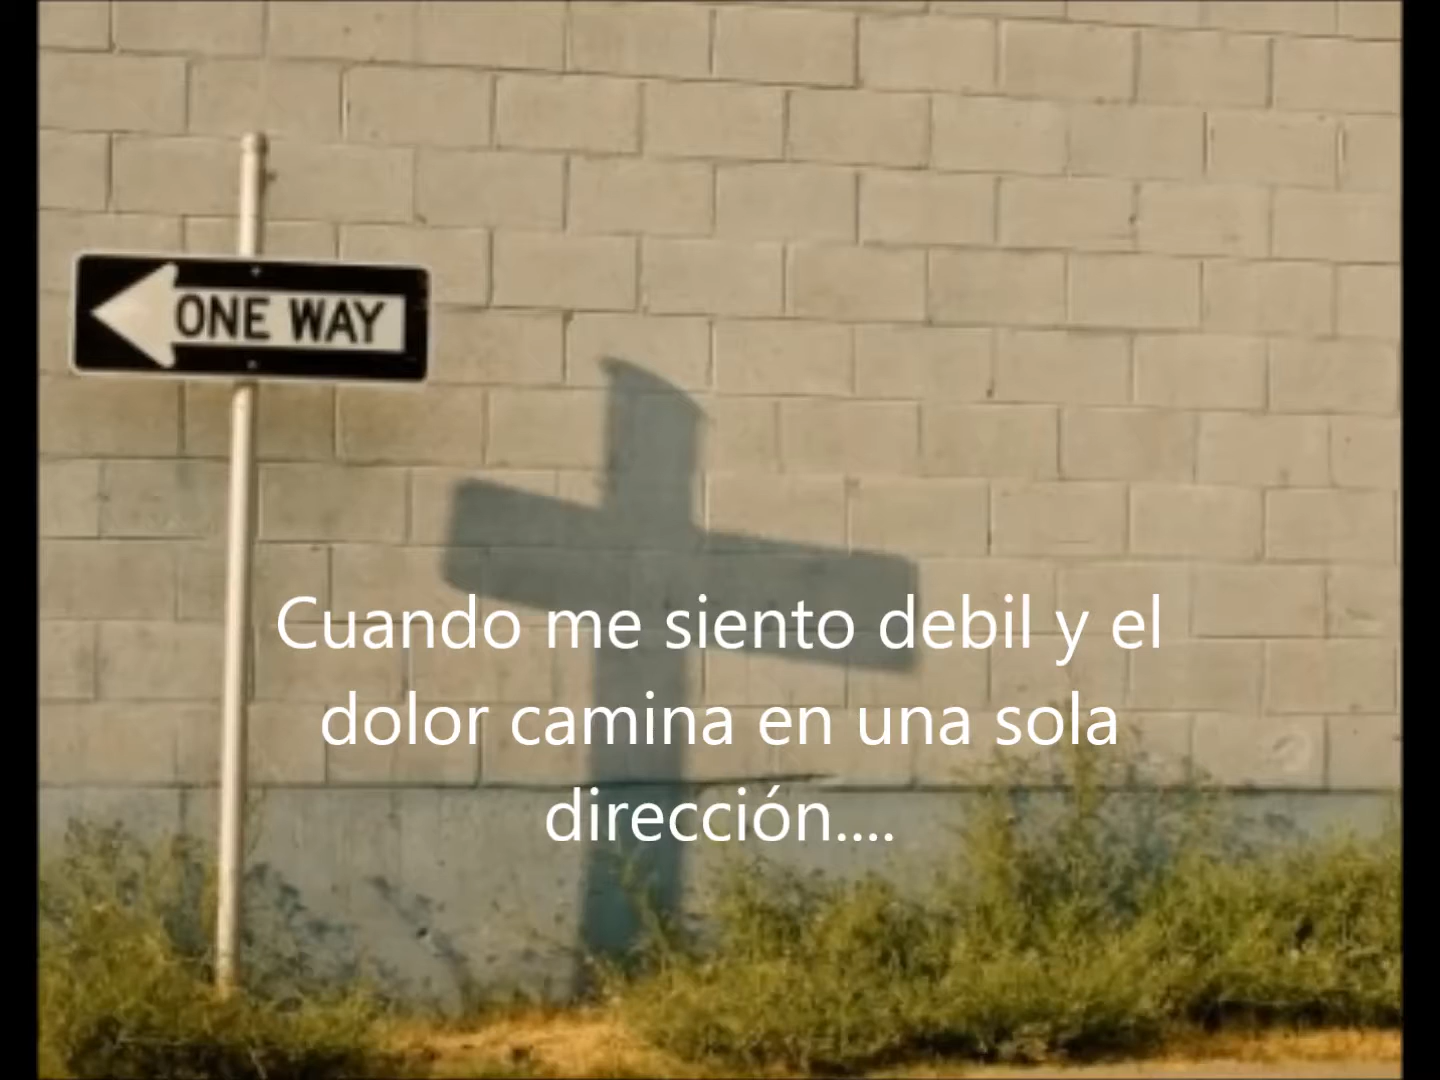 ONE WAY
Cuando me siento debil y el
dolor camina en una sola
dirección....